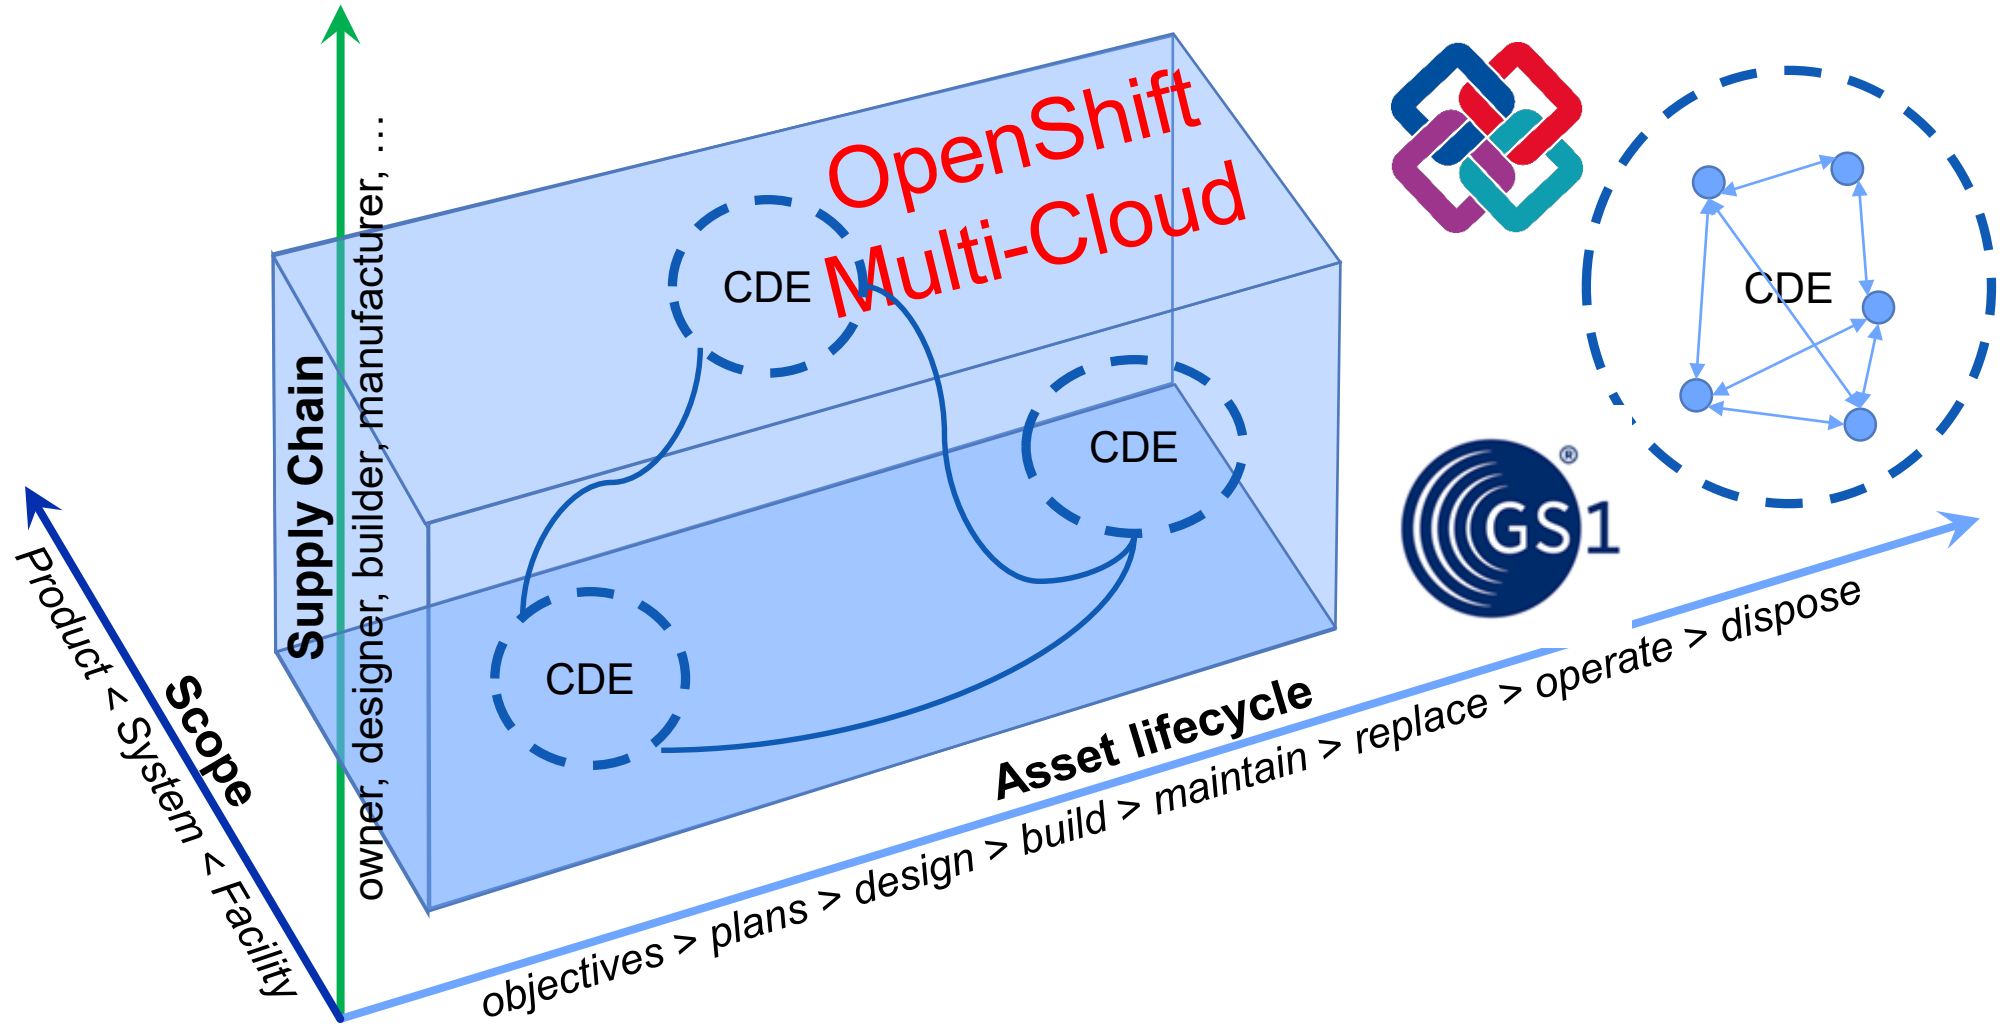 OpenShift
Multi-Cloud
CDE
CDE
CDE
CDE
Supply Chain
owner, designer, builder, manufacturer, …
Scope
Product < System < Facility
Asset lifecycle
objectives > plans > design > build > maintain > replace > operate > dispose
GS1
®